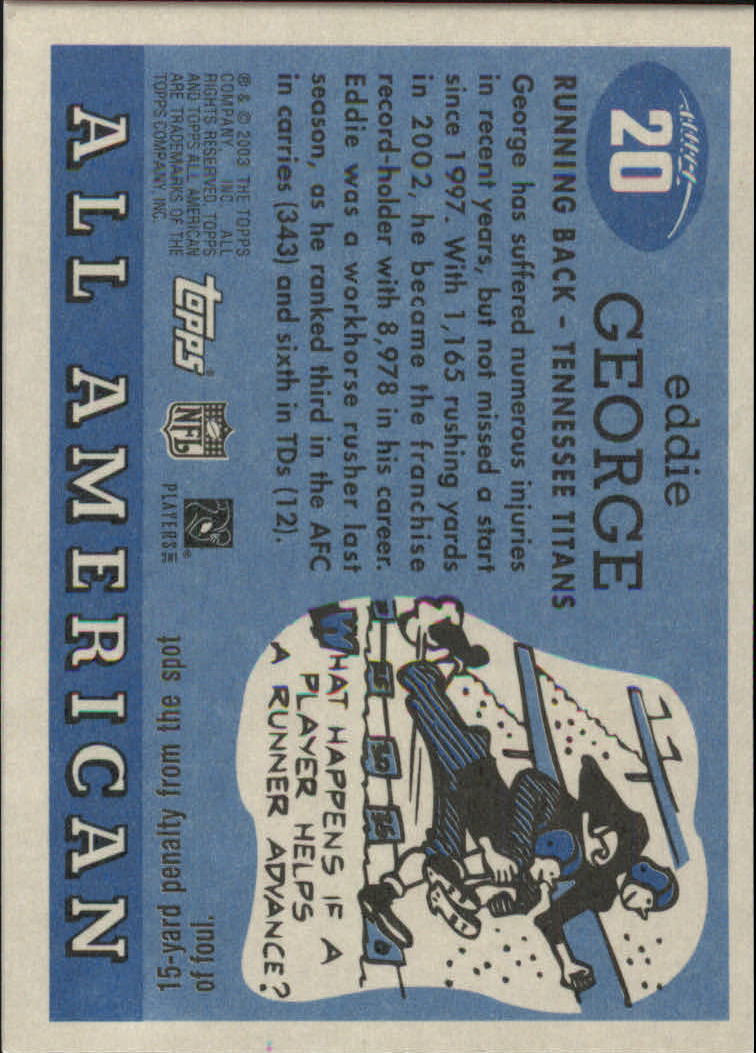 20
eddie
GEORGE
RUNNING BACK - TENNESSEE TITANS
George has suffered numerous injuries
in recent years, but not missed a start
since 1997. With 1,165 rushing yards
in 2002, he became the franchise
record-holder with 8,978 in his career.
Eddie was a workhorse rusher last
season, as he ranked third in the AFC
in carries (343) and sixth in TDs (12).
WHAT HAPPENS IF A
PLAYER HELPS
A RUNNER ADVANCE?
15-yard penalty from the spot
of foul.
® & © 2003 THE TOPPS
COMPANY, INC. ALL
RIGHTS RESERVED. TOPPS
AND TOPPS ALL AMERICAN
ARE TRADEMARKS OF THE
TOPPS COMPANY, INC.
topps®
NFL
PLAYERS INC
ALL AMERICAN